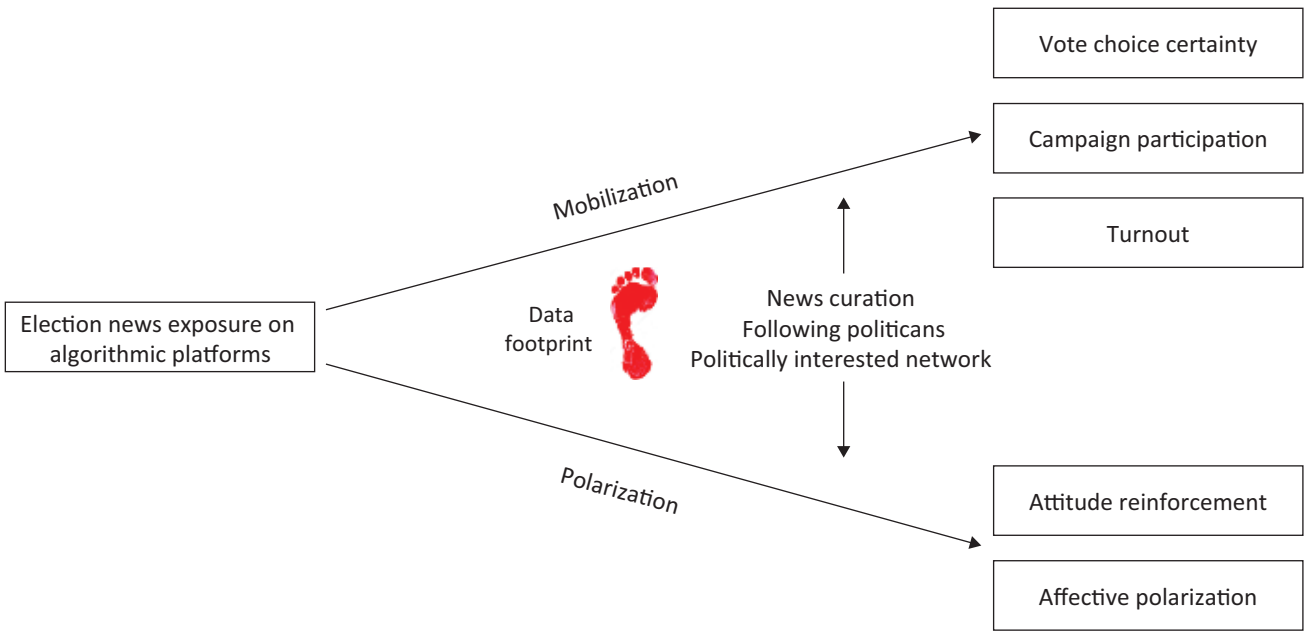 Vote choice certainty
Campaign participation
Mobilization
Turnout
Election news exposure on
algorithmic platforms
Data
footprint
News curation
Following politicans
Politically interested network
Polarization
Attitude reinforcement
Affective polarization